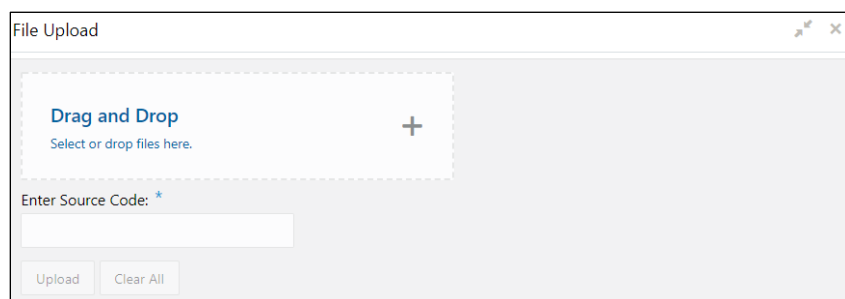 File Upload
Drag and Drop
Select or drop files here.
Enter Source Code: *
Upload Clear All